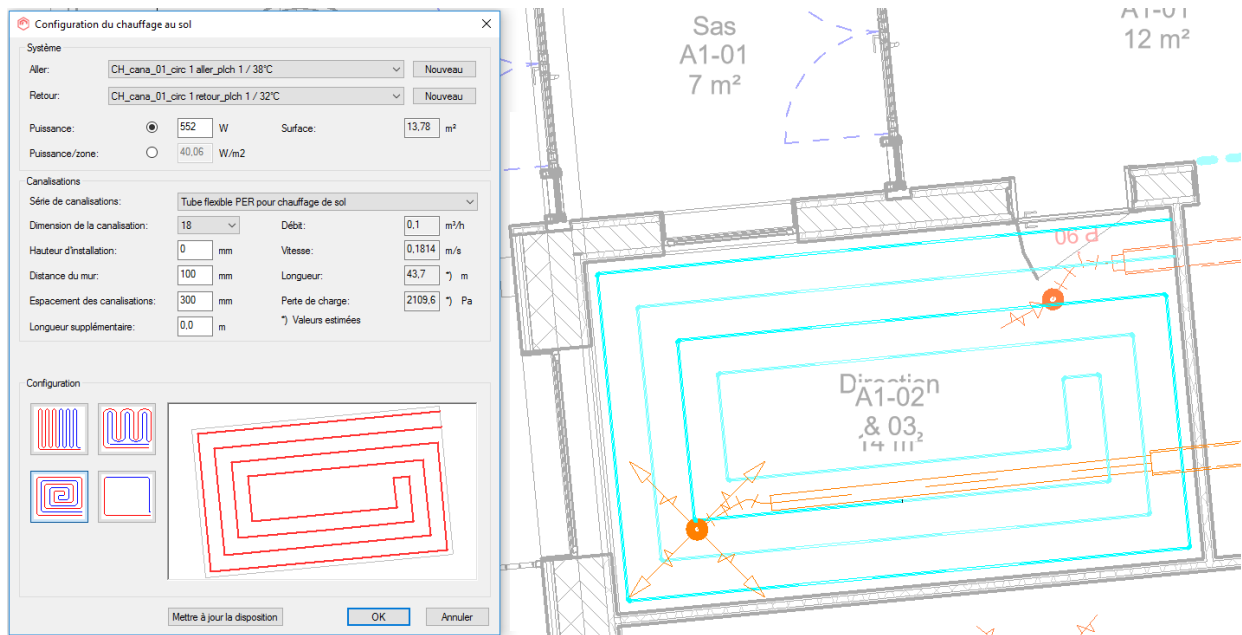 Configuration du chauffage au sol
Système
Aller: CH_cana_01_circ 1 aller_plch 1 / 38°C Nouveau
Retour: CH_cana_01_circ 1 retour_plch 1 / 32°C Nouveau
Puissance: 552 W Surface: 13,78 m²
Puissance/zone: 40,06 W/m2
Canalisations
Série de canalisations: Tube flexible PER pour chauffage de sol
Dimension de la canalisation: 18 Débit: 0,1 m³/h
Hauteur d'installation: 0 mm Vitesse: 0,1814 m/s
Distance du mur: 100 mm Longueur: 43,7 *) m
Espacement des canalisations: 300 mm Perte de charge: 2109,6 *) Pa
Longueur supplémentaire: 0,0 m *) Valeurs estimées
Configuration
Mettre à jour la disposition OK Annuler
Sas
A1-01
7 m²
A1-01
12 m²
Direction
A1-02
& 03
14 m²